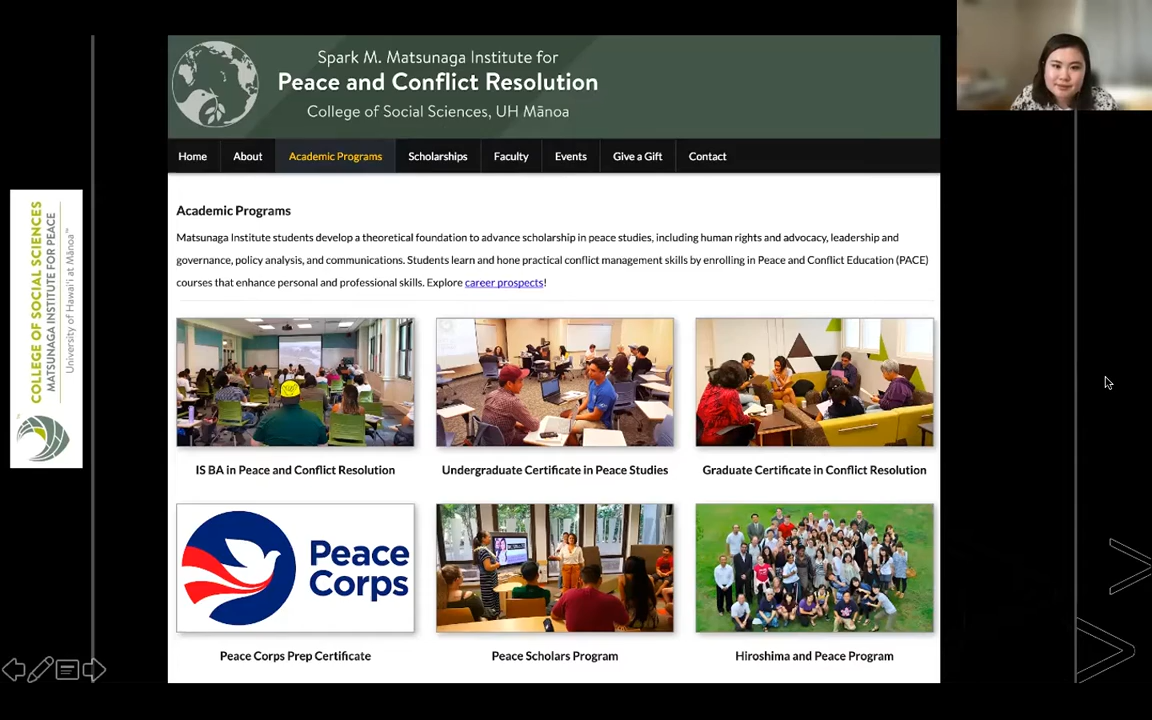 Spark M. Matsunaga Institute for
Peace and Conflict Resolution
College of Social Sciences, UH Mānoa
Home About Academic Programs Scholarships Faculty Events Give a Gift Contact
COLLEGE OF SOCIAL SCIENCES
MATSUNAGA INSTITUTE FOR PEACE
University of Hawai'i at Mānoa™
Academic Programs
Matsunaga Institute students develop a theoretical foundation to advance scholarship in peace studies, including human rights and advocacy, leadership and
governance, policy analysis, and communications. Students learn and hone practical conflict management skills by enrolling in Peace and Conflict Education (PACE)
courses that enhance personal and professional skills. Explore career prospects!
IS BA in Peace and Conflict Resolution
Undergraduate Certificate in Peace Studies
Graduate Certificate in Conflict Resolution
Peace
Corps
Peace Corps Prep Certificate
Peace Scholars Program
Hiroshima and Peace Program